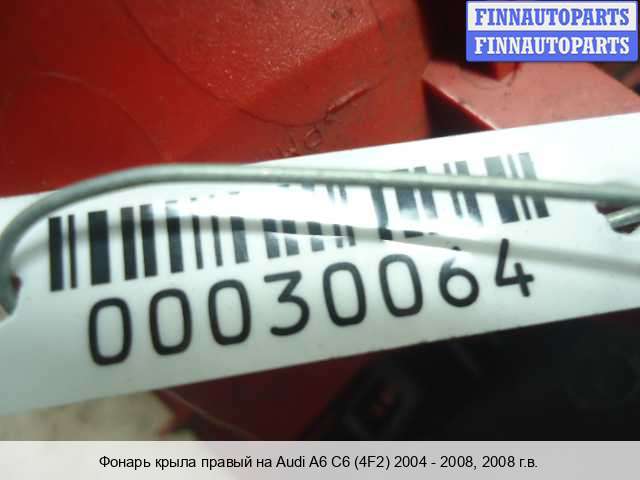 FINNAUTOPARTS
FINNAUTOPARTS
00030064
Фонарь крыла правый на Audi A6 C6 (4F2) 2004 - 2008, 2008 г.в.